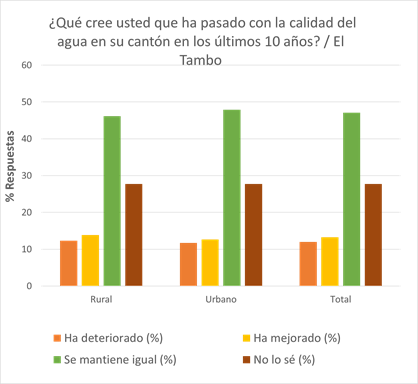 ¿Qué cree usted que ha pasado con la calidad del
agua en su cantón en los últimos 10 años? / El
Tambo
60
50
40
30
20
10
0
% Respuestas
Rural
Urbano
Total
Ha deteriorado (%)
Ha mejorado (%)
Se mantiene igual (%)
No lo sé (%)